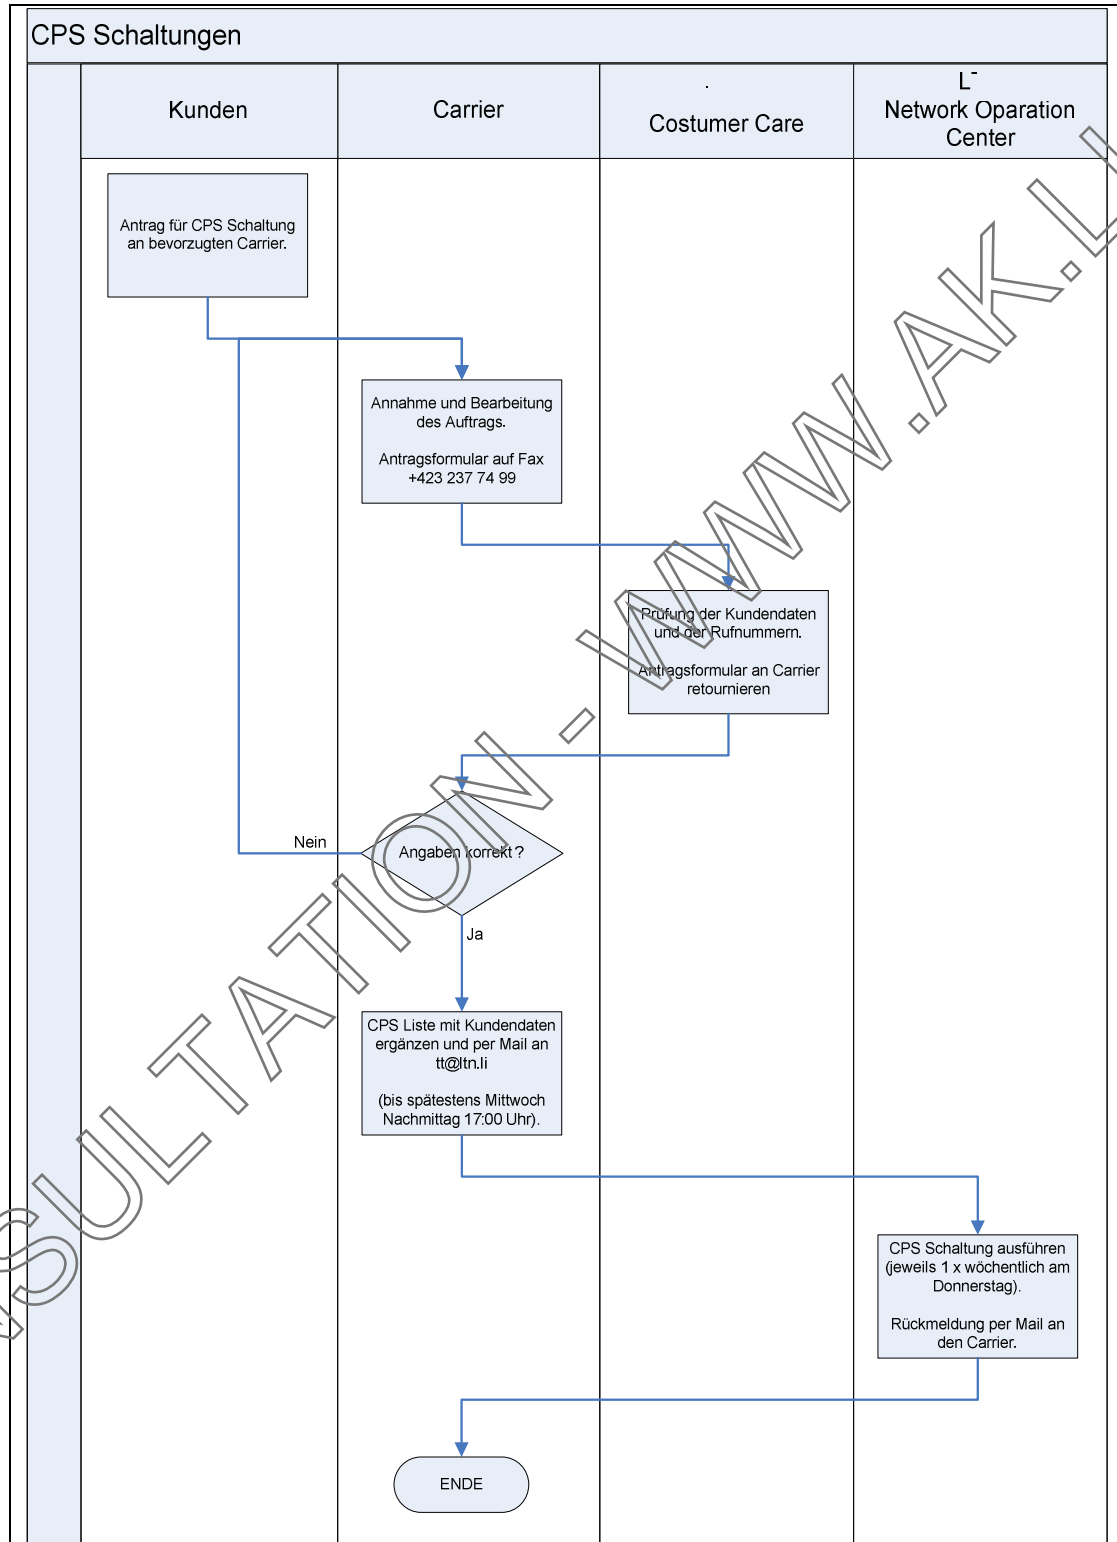 CPS Schaltungen
Kunden
Carrier
.
Costumer Care
L-
Network Oparation
Center
Antrag für CPS Schaltung
an bevorzugten Carrier.
Annahme und Bearbeitung
des Auftrags.
Antragsformular auf Fax
+423 237 74 99
Prüfung der Kundendaten
und der Rufnummern.
Antragsformular an Carrier
retournieren
Angaben korrekt ?
Nein
Ja
CPS Liste mit Kundendaten
ergänzen und per Mail an
tt@ltn.li
(bis spätestens Mittwoch
Nachmittag 17:00 Uhr).
CPS Schaltung ausführen
(jeweils 1 x wöchentlich am
Donnerstag).
Rückmeldung per Mail an
den Carrier.
ENDE
NSULTATION - WWW.AK.LI